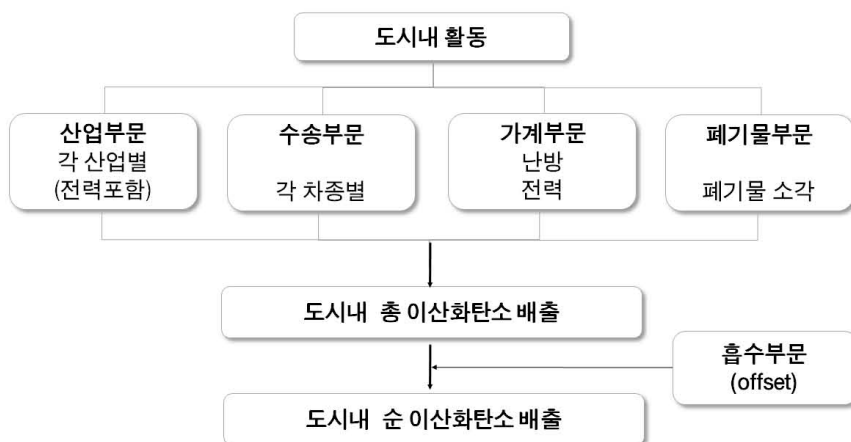 도시내 활동
산업부문
각 산업별
(전력포함)
수송부문
각 차종별
가계부문
난방
전력
폐기물부문
폐기물 소각
도시내 총 이산화탄소 배출
흡수부문
(offset)
도시내 순 이산화탄소 배출